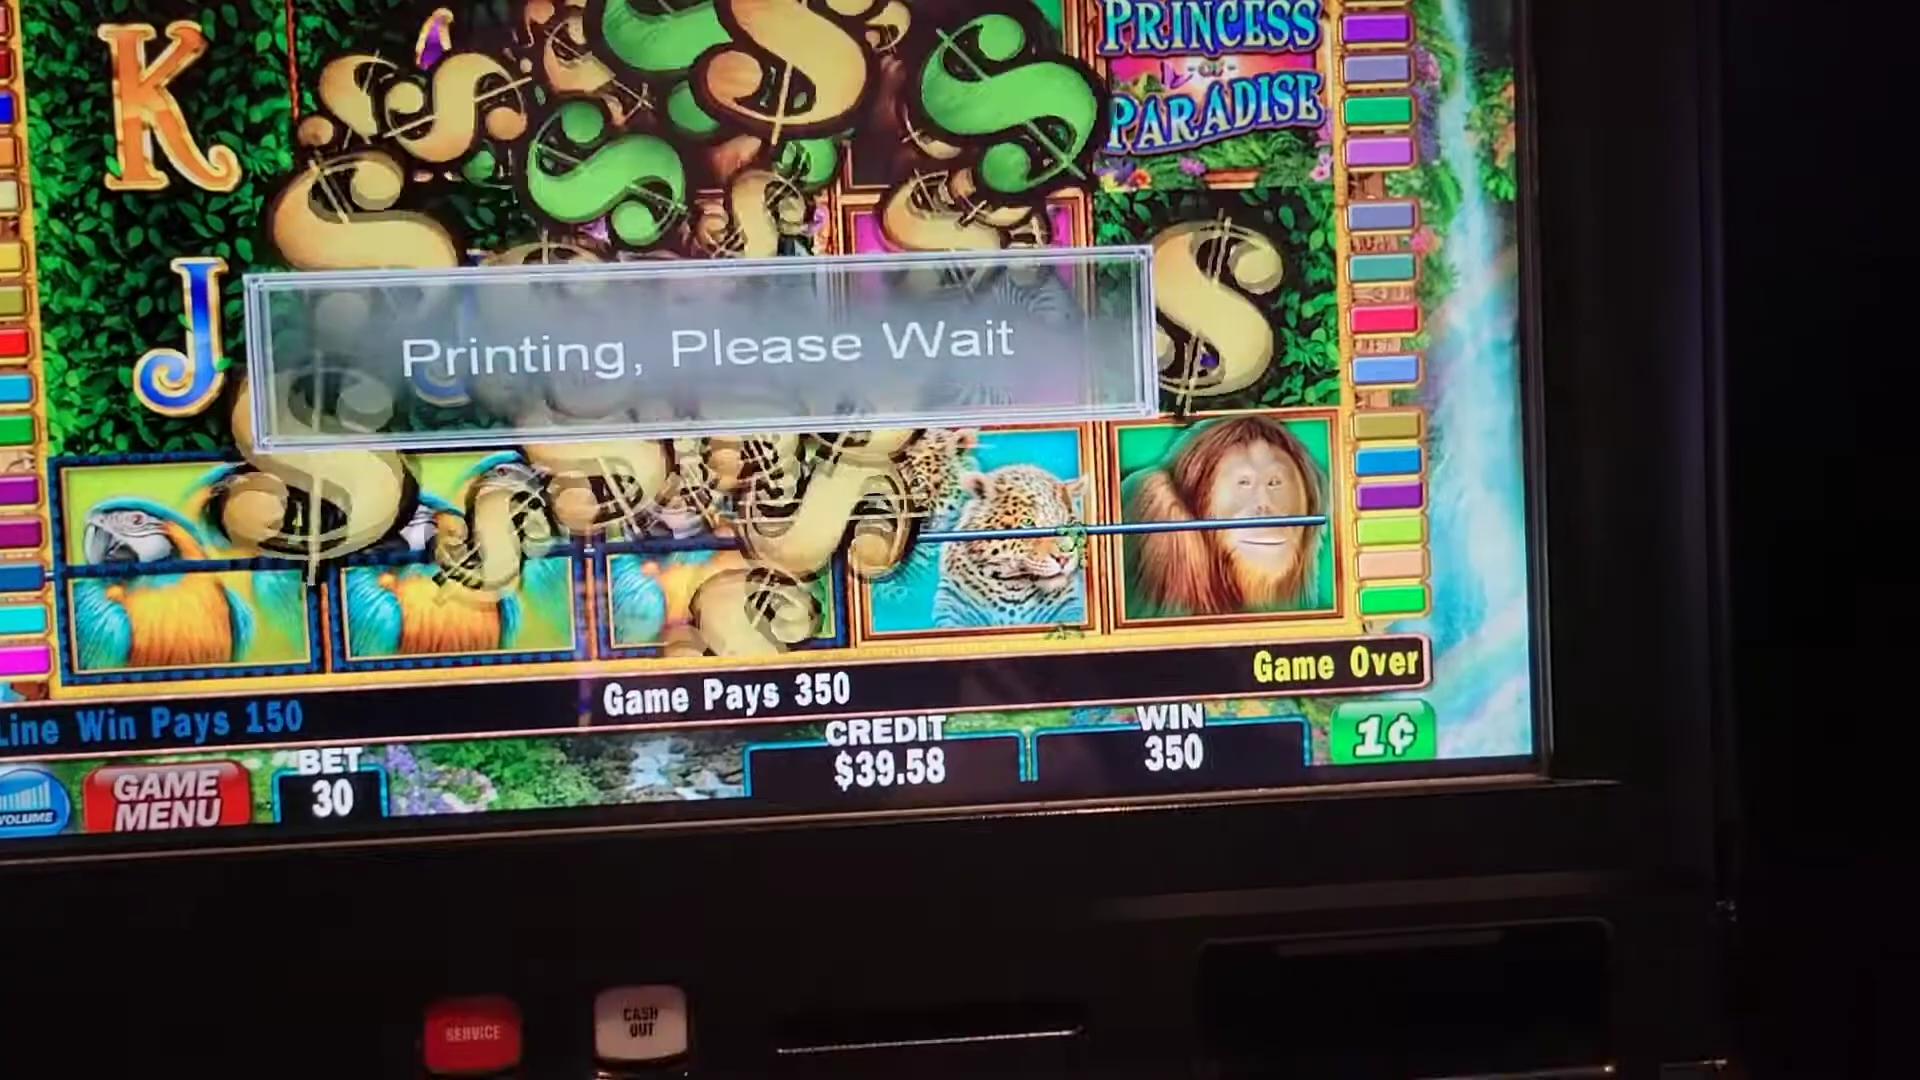 K
PRINCESS
OF
PARADISE
J
Printing, Please Wait
Game Over
Game Pays 350
Line Win Pays 150
CREDIT
$39.58
WIN
350
1¢
BET
30
GAME
MENU
VOLUME
SERVICE
CASH
OUT